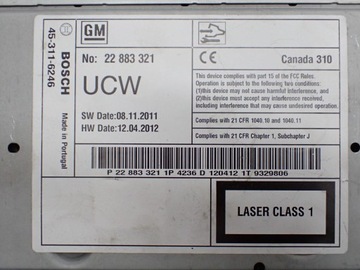 GM
No: 22 883 321
UCW
SW Date:08.11.2011
HW Date:12.04.2012
BOSCH
45-311-6246
Made in Portugal
CE
Canada 310
This device complies with part 15 of the FCC Rules.
Operation is subject to the following two conditions:
(1) this device may not cause harmful interference, and
(2) this device must accept any interference received,
including interference that may cause undesired
operation.
Complies with 21 CFR 1040.10 and 1040.11
Complies with 21 CFR Chapter 1, Subchapter J
P 22 883 321 1P 4236 D 120412 1T 9329806
LASER CLASS 1